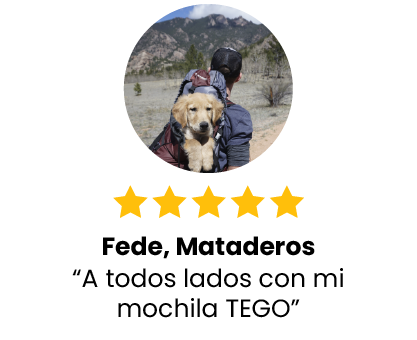 Fede, Mataderos
“A todos lados con mi
mochila TEGO”